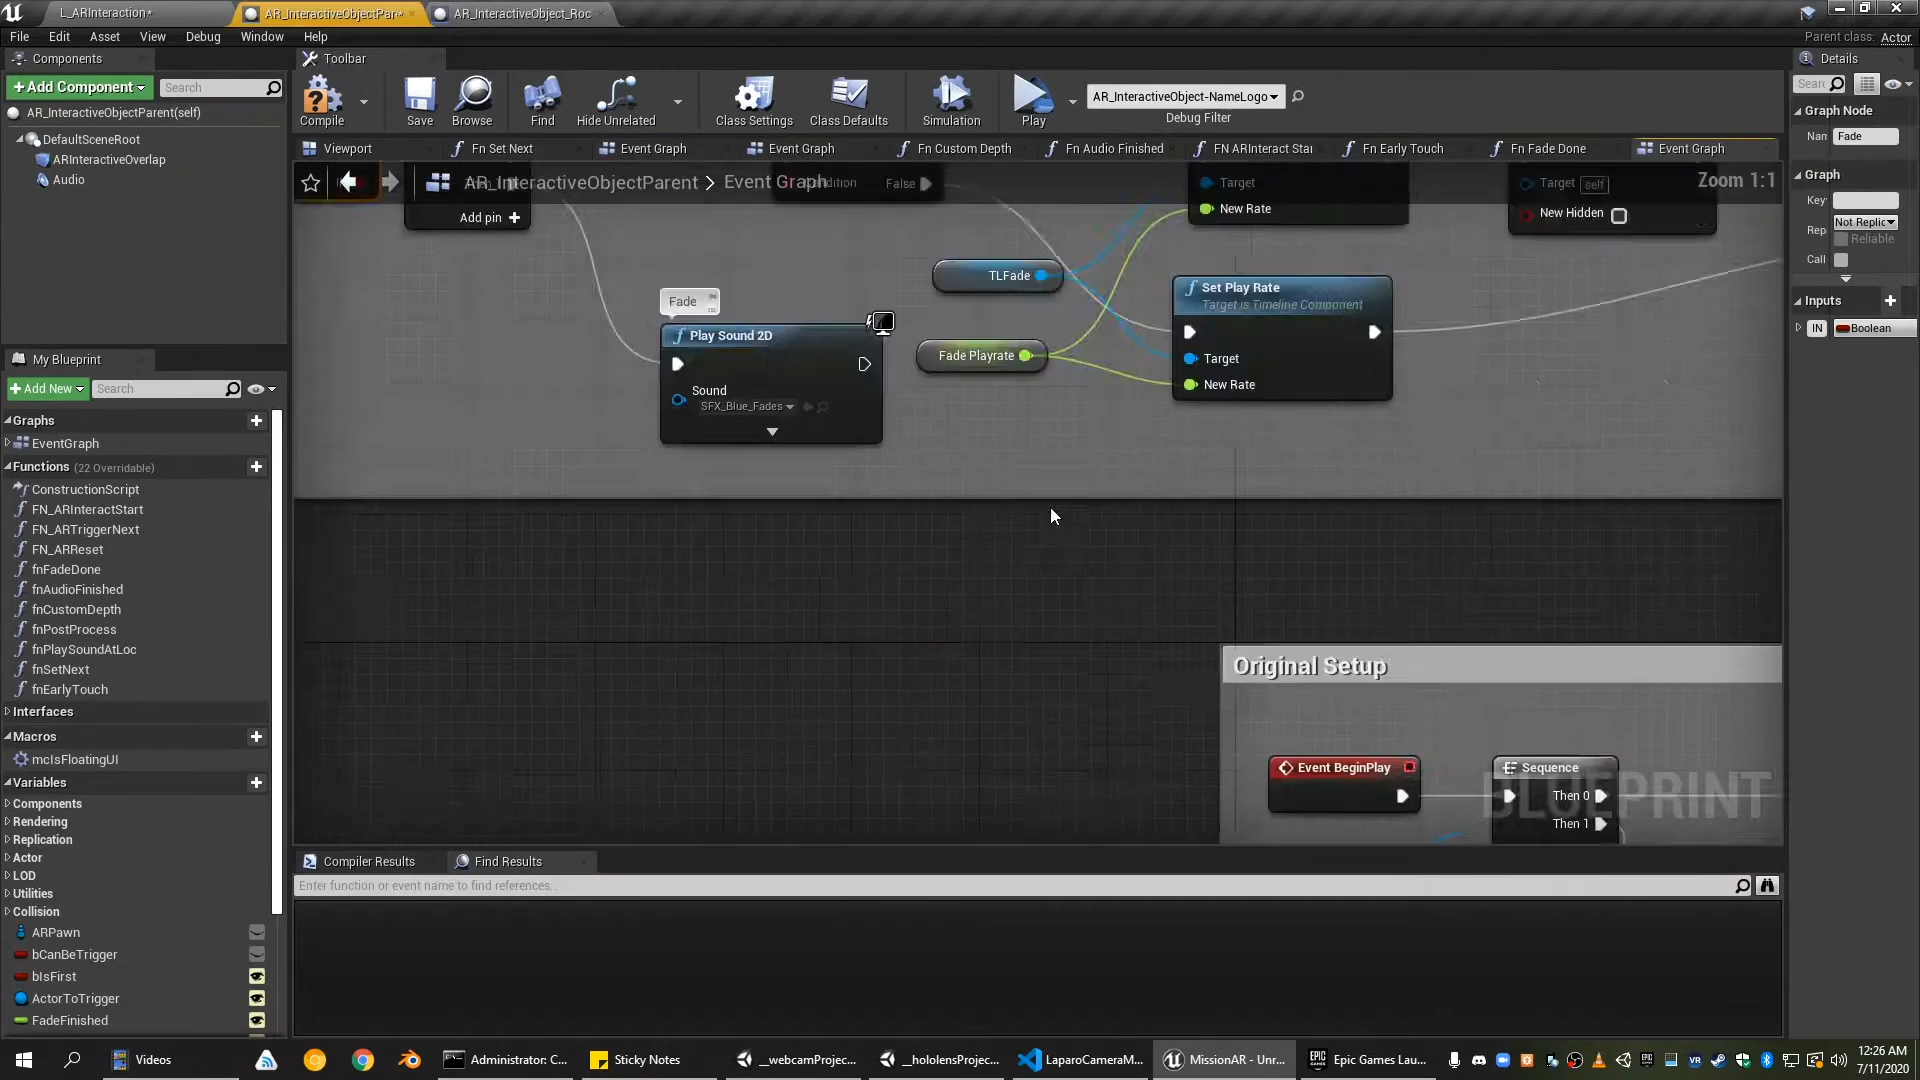 L_ARInteraction*
AR_InteractiveObjectPar
AR_InteractiveObject_Roc
File
Edit
Asset
View
Debug
Window
Help
Parent class: Actor
Components
+Add Component
Search
AR_InteractiveObjectParent(self)
DefaultSceneRoot
ARInteractiveOverlap
Audio
My Blueprint
+Add New
Search
Graphs
EventGraph
Functions (22 Overridable)
ConstructionScript
FN_ARInteractStart
FN_ARTriggerNext
FN_ARReset
fnFadeDone
fnAudioFinished
fnCustomDepth
fnPostProcess
fnPlaySoundAtLoc
fnSetNext
fnEarlyTouch
Interfaces
Macros
mcIsFloatingUI
Variables
Components
Rendering
Replication
Actor
LOD
Utilities
Collision
ARPawn
bCanBeTrigger
bIsFirst
ActorToTrigger
FadeFinished
Toolbar
Compile
Save
Browse
Find
Hide Unrelated
Class Settings
Class Defaults
Simulation
Play
AR_InteractiveObject-NameLogo
Debug Filter
Viewport
Fn Set Next
Event Graph
Event Graph
Fn Custom Depth
Fn Audio Finished
FN ARInteract Star
Fn Early Touch
Fn Fade Done
Event Graph
AR_InteractiveObjectParent > Event Graph
Zoom 1:1
False
Add pin +
Target
New Rate
Target self
New Hidden
TLFade
Set Play Rate
Target is Timeline Component
Target
New Rate
Fade
Play Sound 2D
Sound
SFX_Blue_Fades
Fade Playrate
Original Setup
Event BeginPlay
Sequence
Then 0
Then 1
BLUEPRINT
Compiler Results
Find Results
Enter function or event name to find references...
Details
Graph Node
Nan
Fade
Graph
Key
Rep
Not Replic
Reliable
Call
Inputs
IN
Boolean
Videos
Administrator: C...
Sticky Notes
__webcamProjec...
__hololensProjec...
LaparoCameraM...
MissionAR - Unr...
EPIC
Epic Games Lau...
VR
12:26 AM
7/11/2020